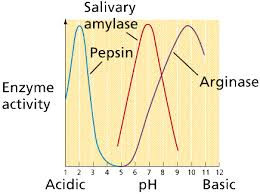 Salivary
amylase
Pepsin
Arginase
Enzyme
activity
1 2 3 4 5 6 7 8 9 10 11 12
Acidic pH Basic